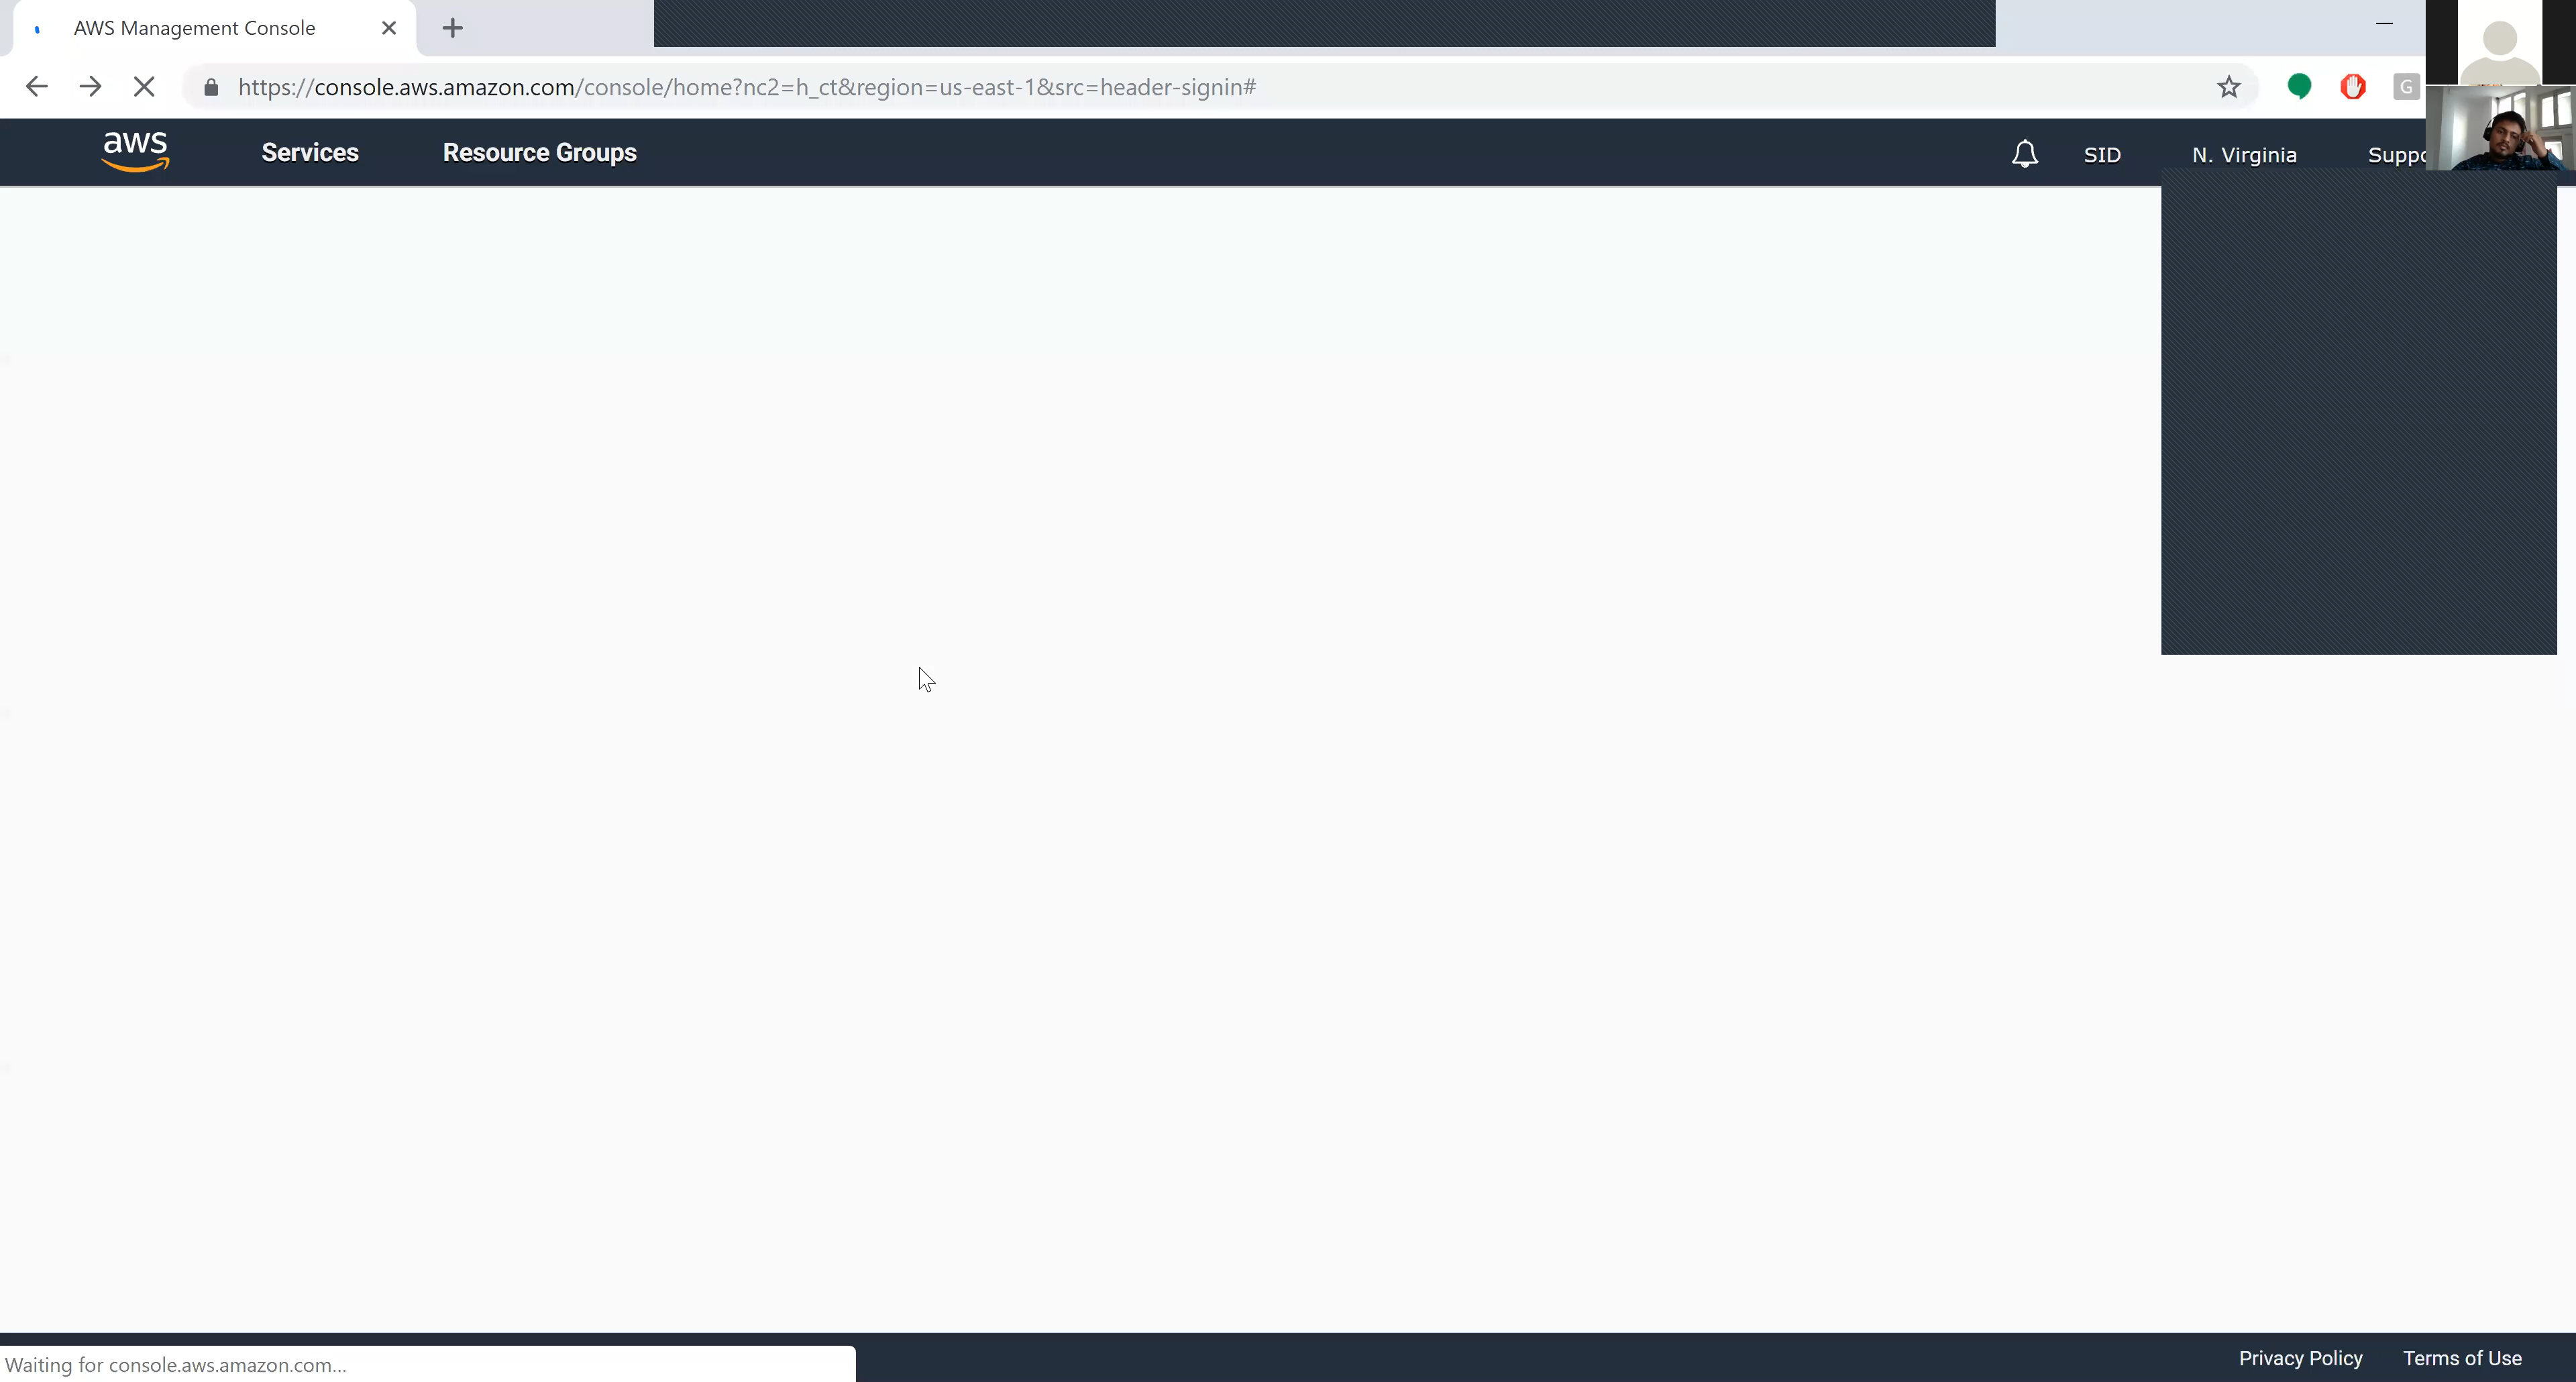 AWS Management Console
https://console.aws.amazon.com/console/home?nc2=h_ct&region=us-east-1&src=header-signin#
G
aws Services Resource Groups SID N. Virginia Suppo
Waiting for console.aws.amazon.com...
Privacy Policy Terms of Use